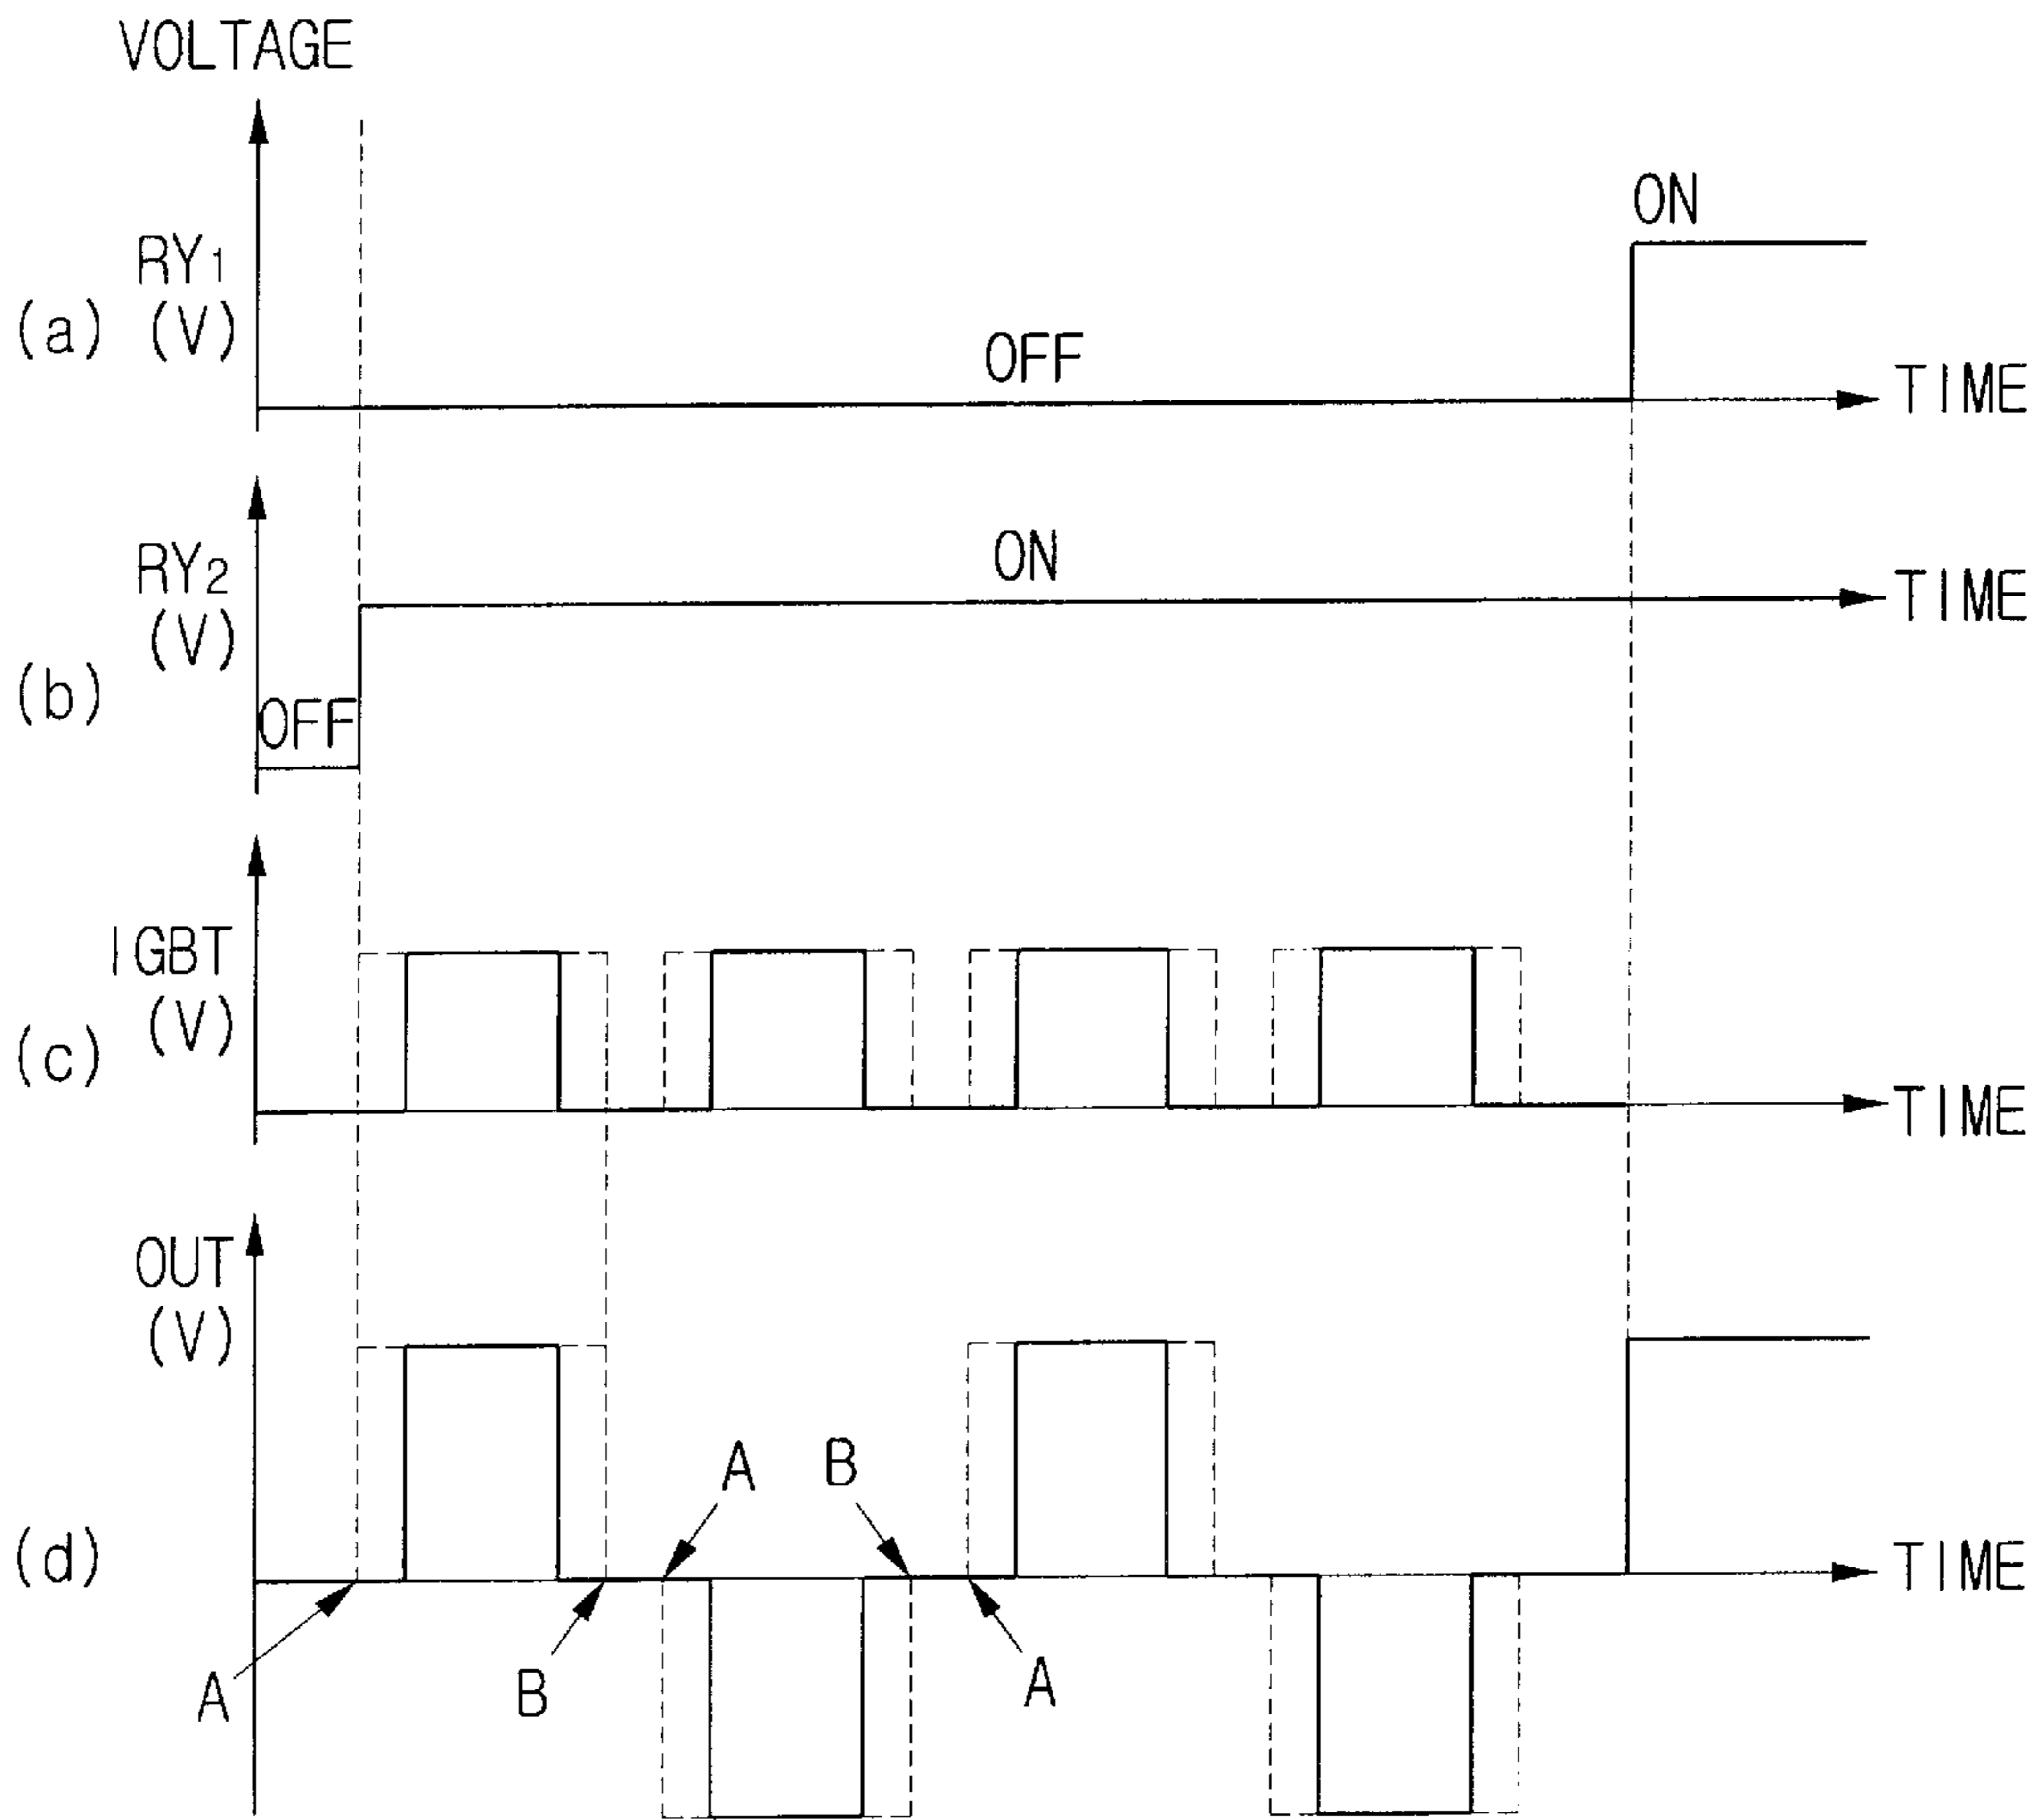 VOLTAGE
ON
RY1
(a) (V)
OFF
TIME
RY2
(V)
ON
TIME
(b)
OFF
IGBT
(V)
(c)
TIME
OUT
(V)
A
B
(d)
TIME
A
B
A